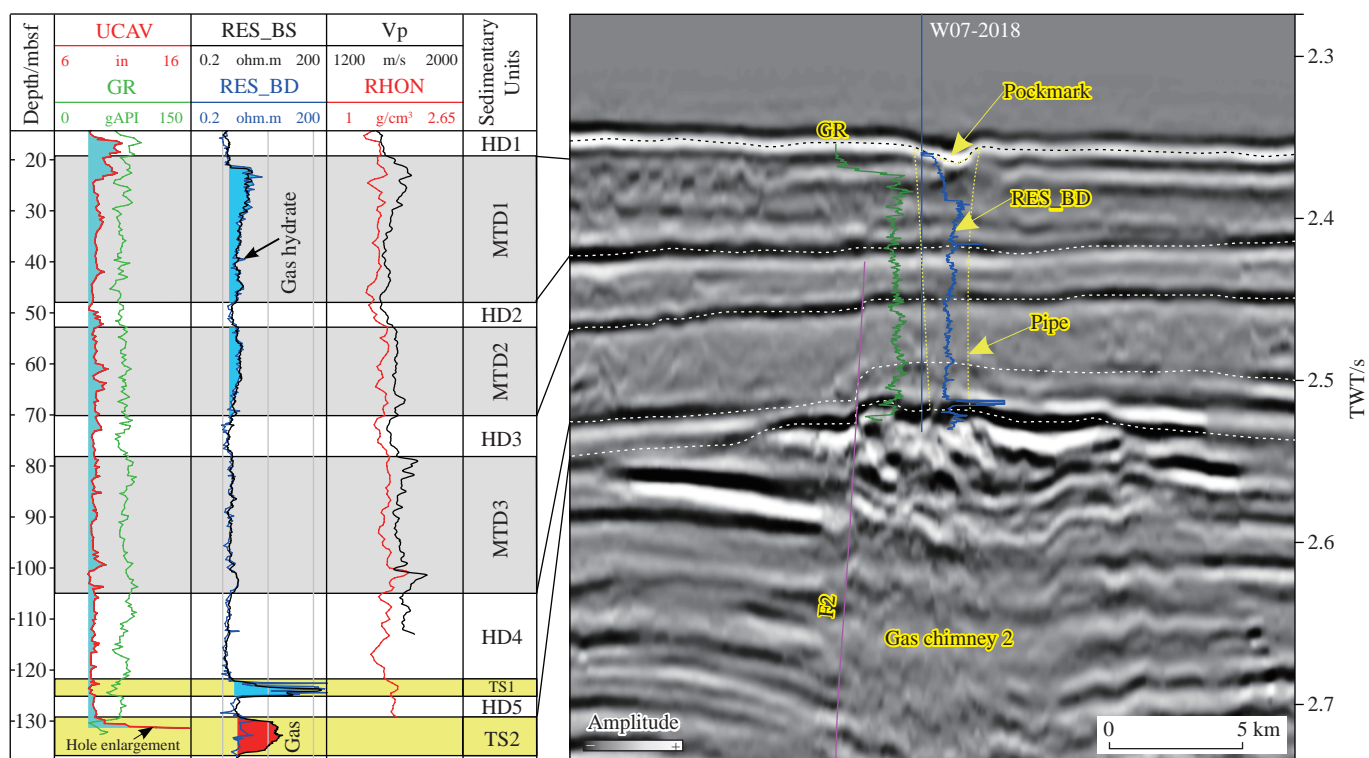 Depth/mbsf
UCAV
6 in 16
GR
0 gAPI 150
RES_BS
0.2 ohm.m 200
RES_BD
0.2 ohm.m 200
Vp
1200 m/s 2000
RHON
1 g/cm³ 2.65
Sedimentary
Units
20
30
40
50
60
70
80
90
100
110
120
130
Gas hydrate
Hole enlargement
Gas
HD1
MTD1
HD2
MTD2
HD3
MTD3
HD4
TS1
HD5
TS2
W07-2018
Pockmark
GR
RES_BD
Pipe
F2
Gas chimney 2
Amplitude
− +
0 5 km
2.3
2.4
2.5
2.6
2.7
TWT/s